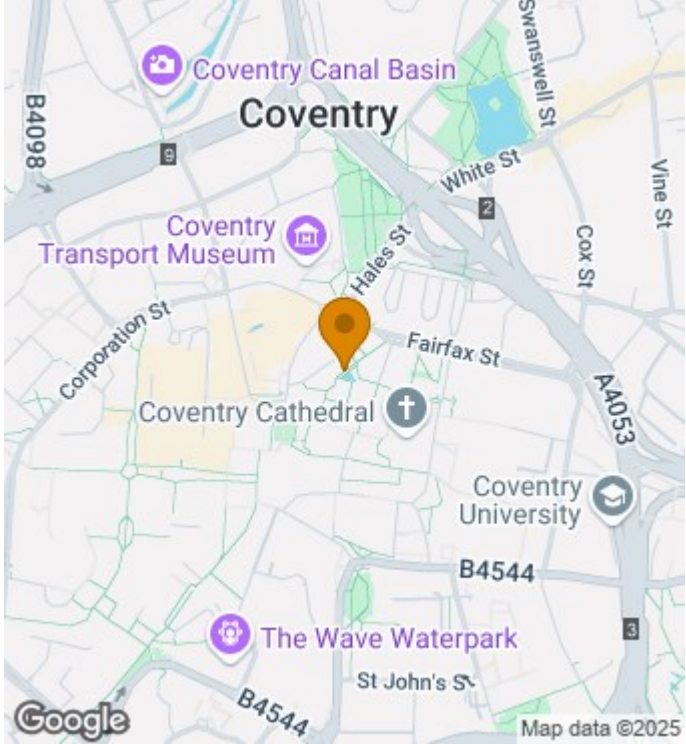 Swanswell St
Coventry Canal Basin
B4098
Coventry
9
White St
Vine St
2
Coventry
Transport Museum
Hales St
Cox St
Corporation St
Fairfax St
A4053
Coventry Cathedral
Coventry
University
B4544
3
The Wave Waterpark
St John's St
B4544
Google
Map data ©2025